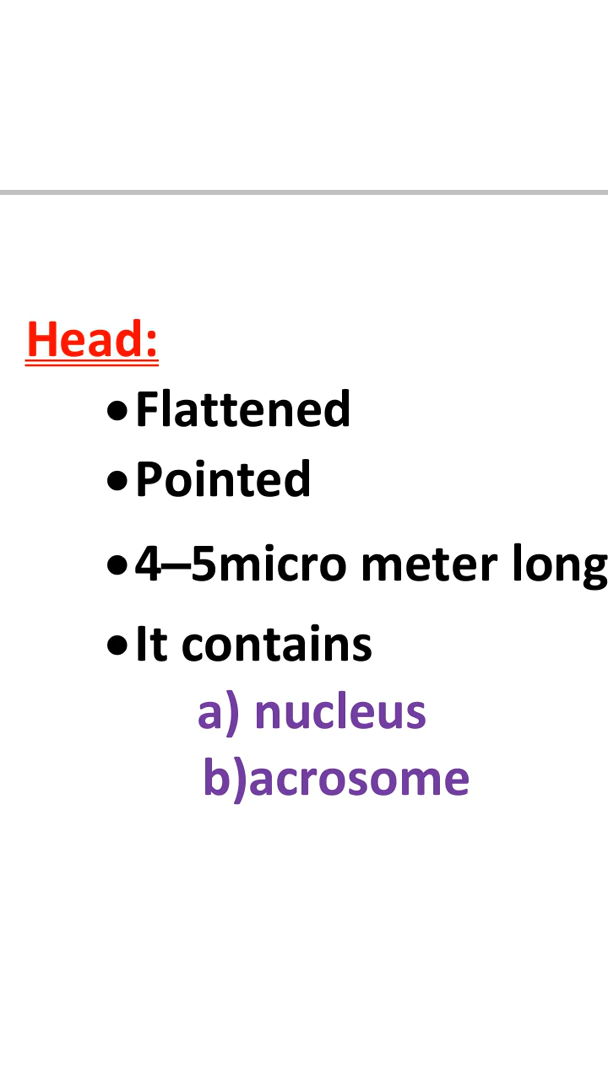 Head:
•Flattened
•Pointed
•4–5micro meter long
•It contains
a) nucleus
b)acrosome